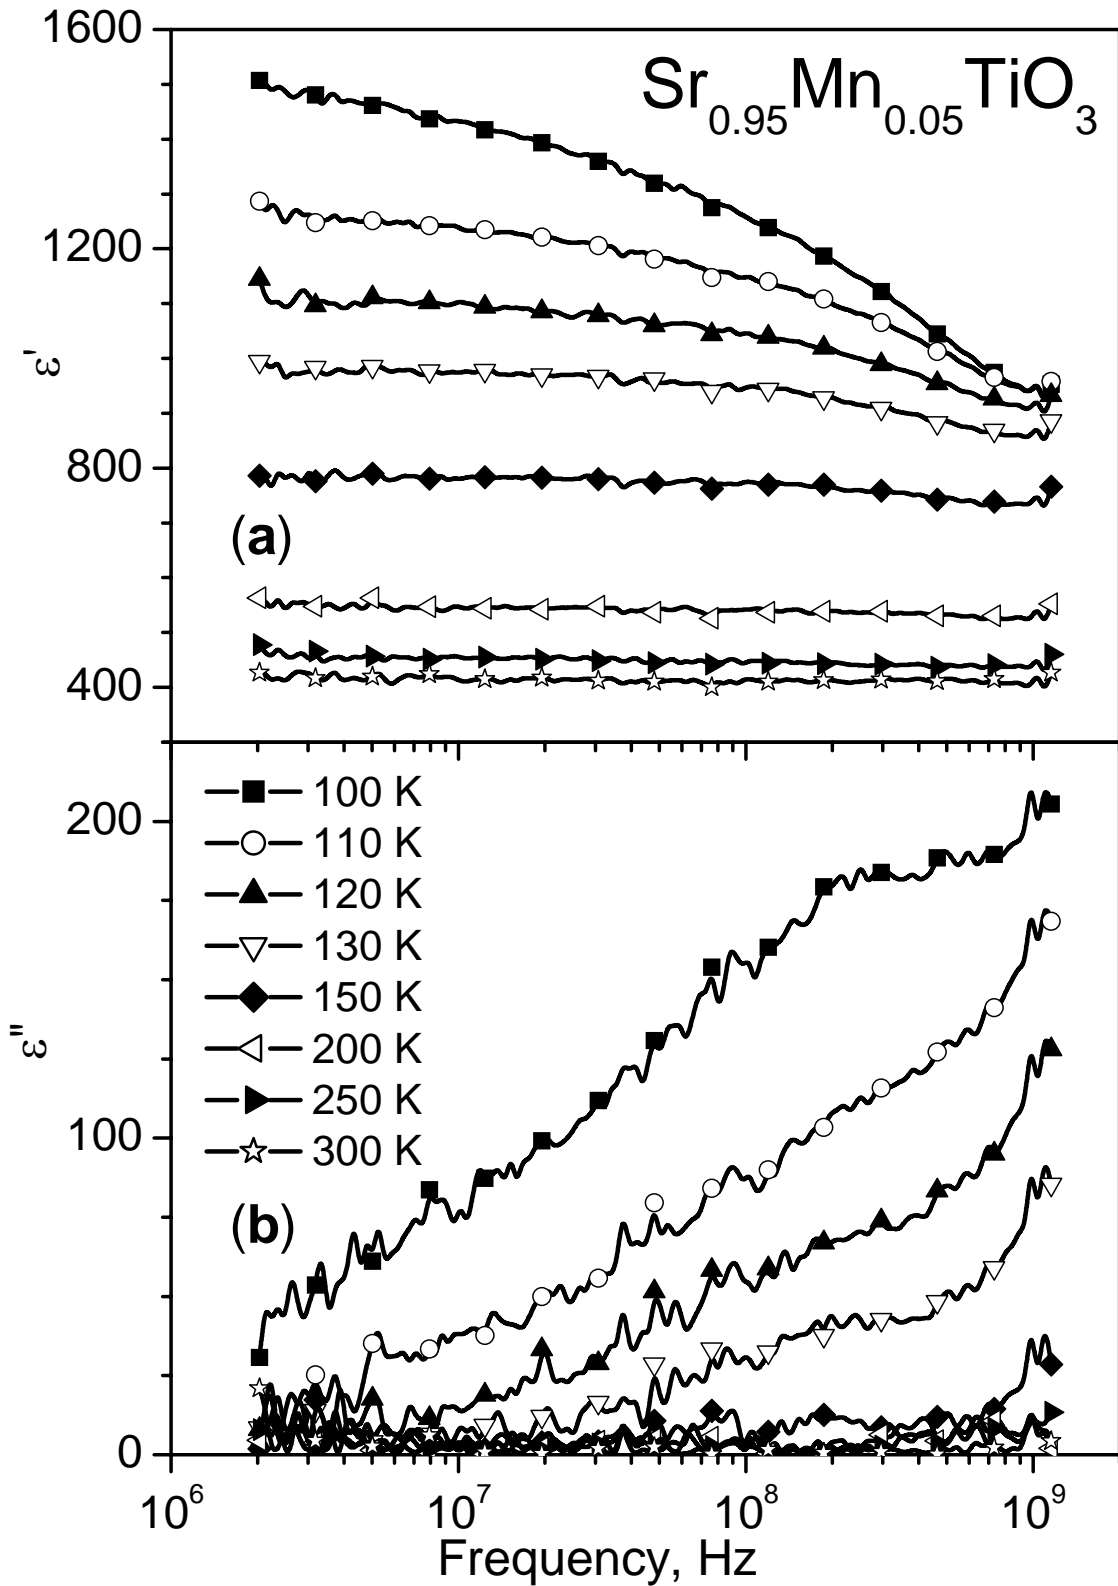 1600
Sr0.95Mn0.05TiO3
1200
ε'
800
(a)
400
100 K
200
110 K
120 K
130 K
150 K
ε"
200 K
250 K
100
300 K
(b)
0
10^6 10^7 10^8 10^9
Frequency, Hz